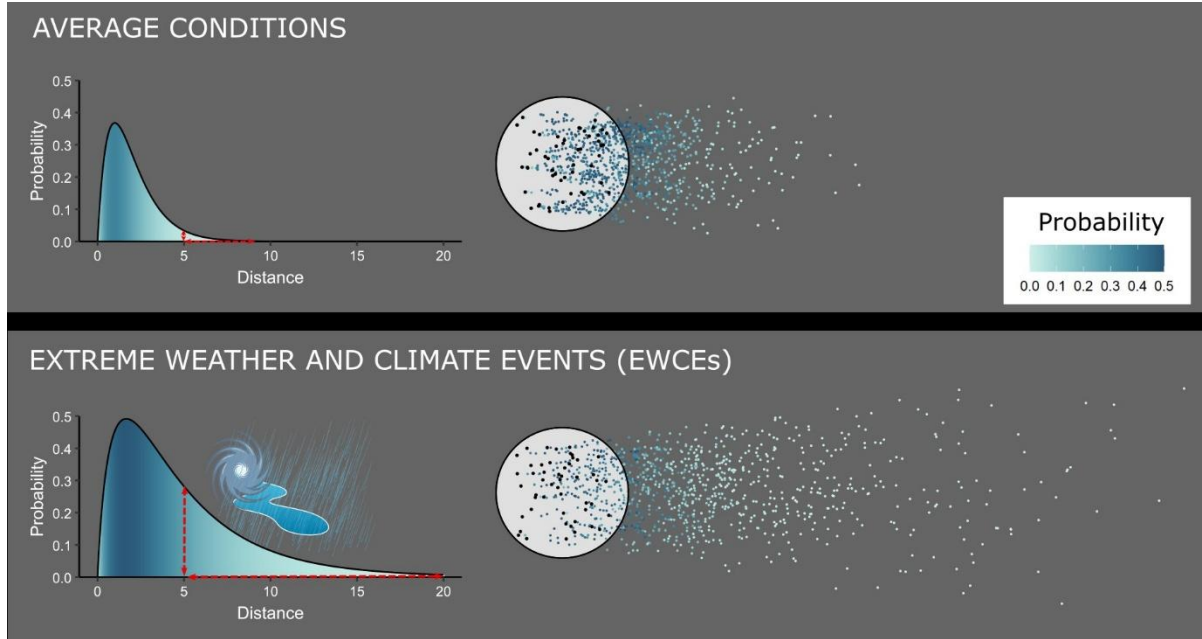 AVERAGE CONDITIONS
0.5
0.4
0.3
0.2
0.1
0.0
Probability
0 5 10 15 20
Distance
Probability
0.0 0.1 0.2 0.3 0.4 0.5
EXTREME WEATHER AND CLIMATE EVENTS (EWCEs)
0.5
0.4
0.3
0.2
0.1
0.0
Probability
0 5 10 15 20
Distance